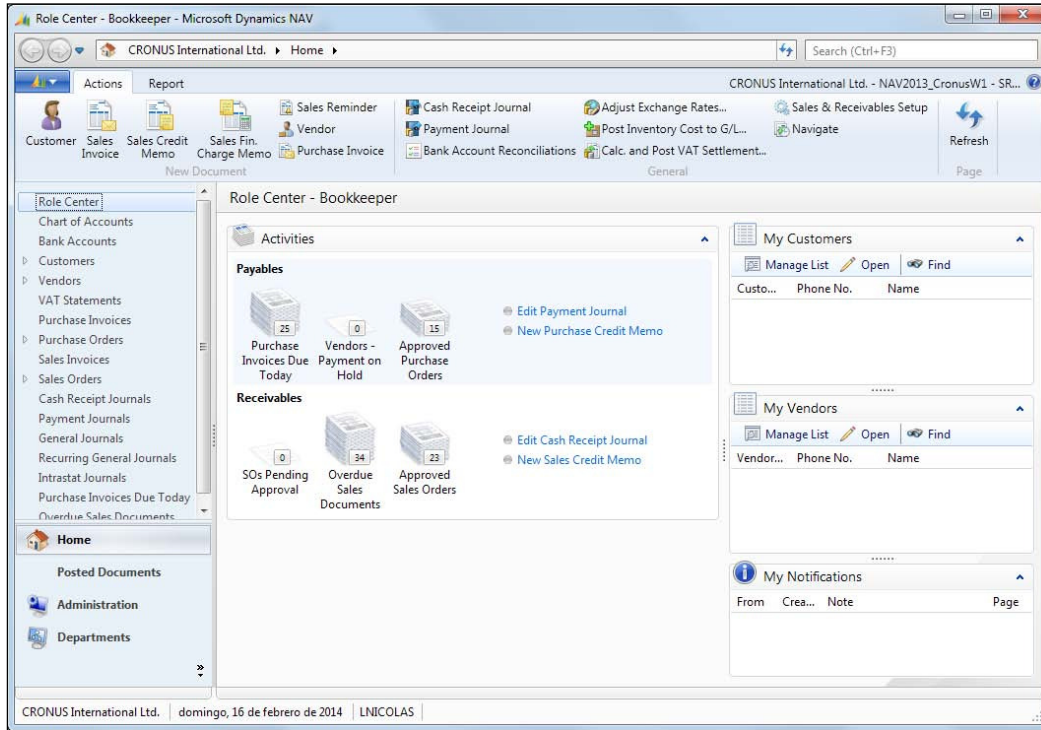 Role Center - Bookkeeper - Microsoft Dynamics NAV
CRONUS International Ltd. Home
Search (Ctrl+F3)
Actions Report
CRONUS International Ltd. - NAV2013_CronusW1 - SR...
Customer
Sales Invoice
Sales Credit Memo
Sales Fin. Charge Memo
Sales Reminder
Vendor
Purchase Invoice
New Document
Cash Receipt Journal
Payment Journal
Bank Account Reconciliations
Adjust Exchange Rates...
Post Inventory Cost to G/L...
Calc. and Post VAT Settlement...
Sales & Receivables Setup
Navigate
General
Refresh
Page
Role Center
Chart of Accounts
Bank Accounts
Customers
Vendors
VAT Statements
Purchase Invoices
Purchase Orders
Sales Invoices
Sales Orders
Cash Receipt Journals
Payment Journals
General Journals
Recurring General Journals
Intrastat Journals
Purchase Invoices Due Today
Overdue Sales Documents
Home
Posted Documents
Administration
Departments
Role Center - Bookkeeper
Activities
Payables
25
Purchase
Invoices Due
Today
0
Vendors -
Payment on
Hold
15
Approved
Purchase
Orders
Edit Payment Journal
New Purchase Credit Memo
Receivables
0
SOs Pending
Approval
34
Overdue
Sales
Documents
23
Approved
Sales Orders
Edit Cash Receipt Journal
New Sales Credit Memo
My Customers
Manage List Open Find
Custo... Phone No. Name
My Vendors
Manage List Open Find
Vendor... Phone No. Name
My Notifications
From Crea... Note Page
CRONUS International Ltd. domingo, 16 de febrero de 2014 LNICOLAS